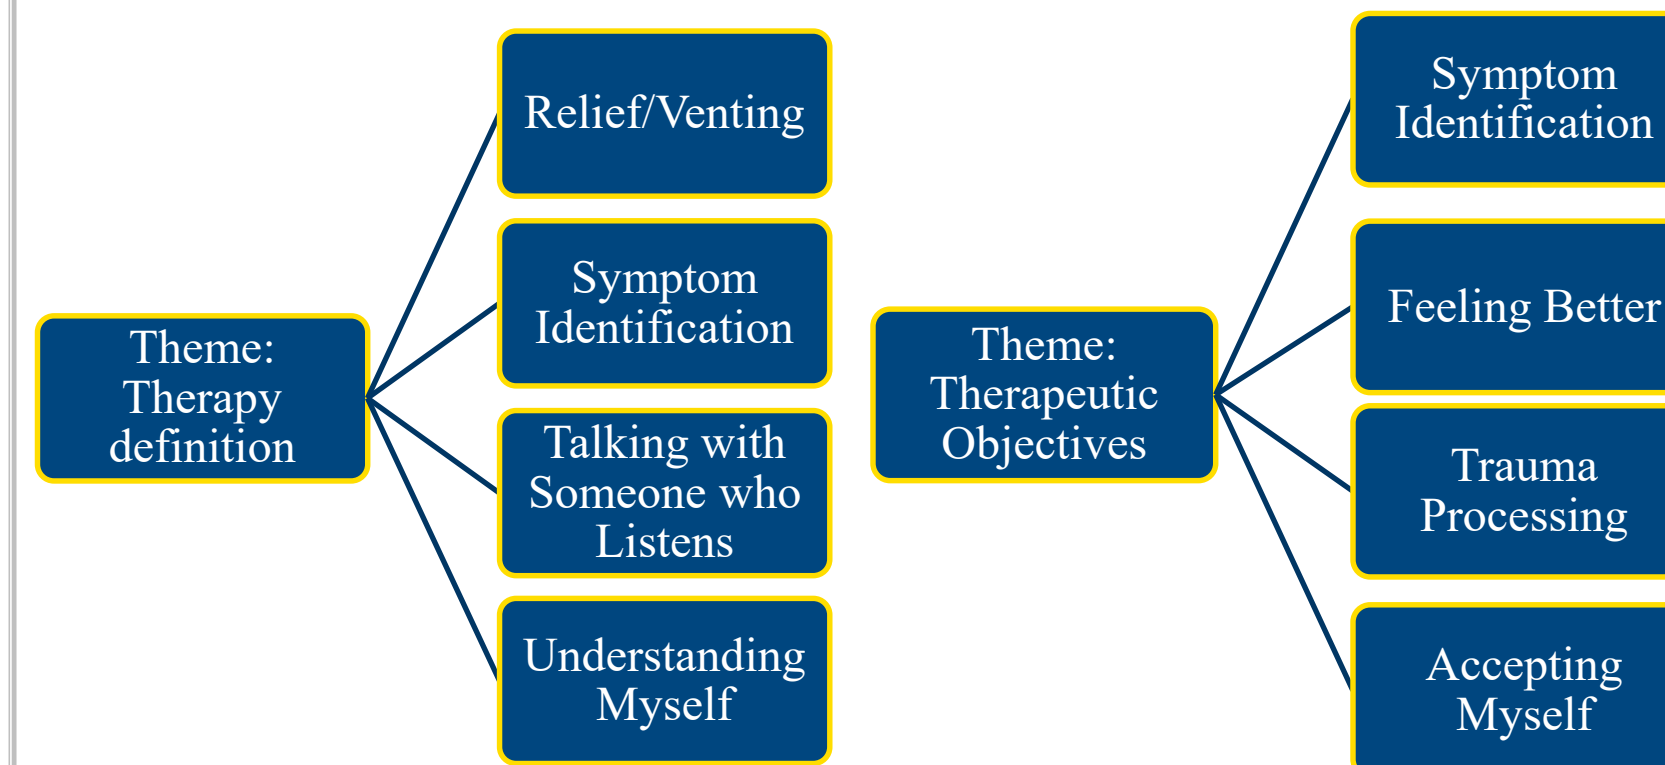 Theme:
Therapy
definition
Relief/Venting
Symptom
Identification
Talking with
Someone who
Listens
Understanding
Myself
Theme:
Therapeutic
Objectives
Symptom
Identification
Feeling Better
Trauma
Processing
Accepting
Myself